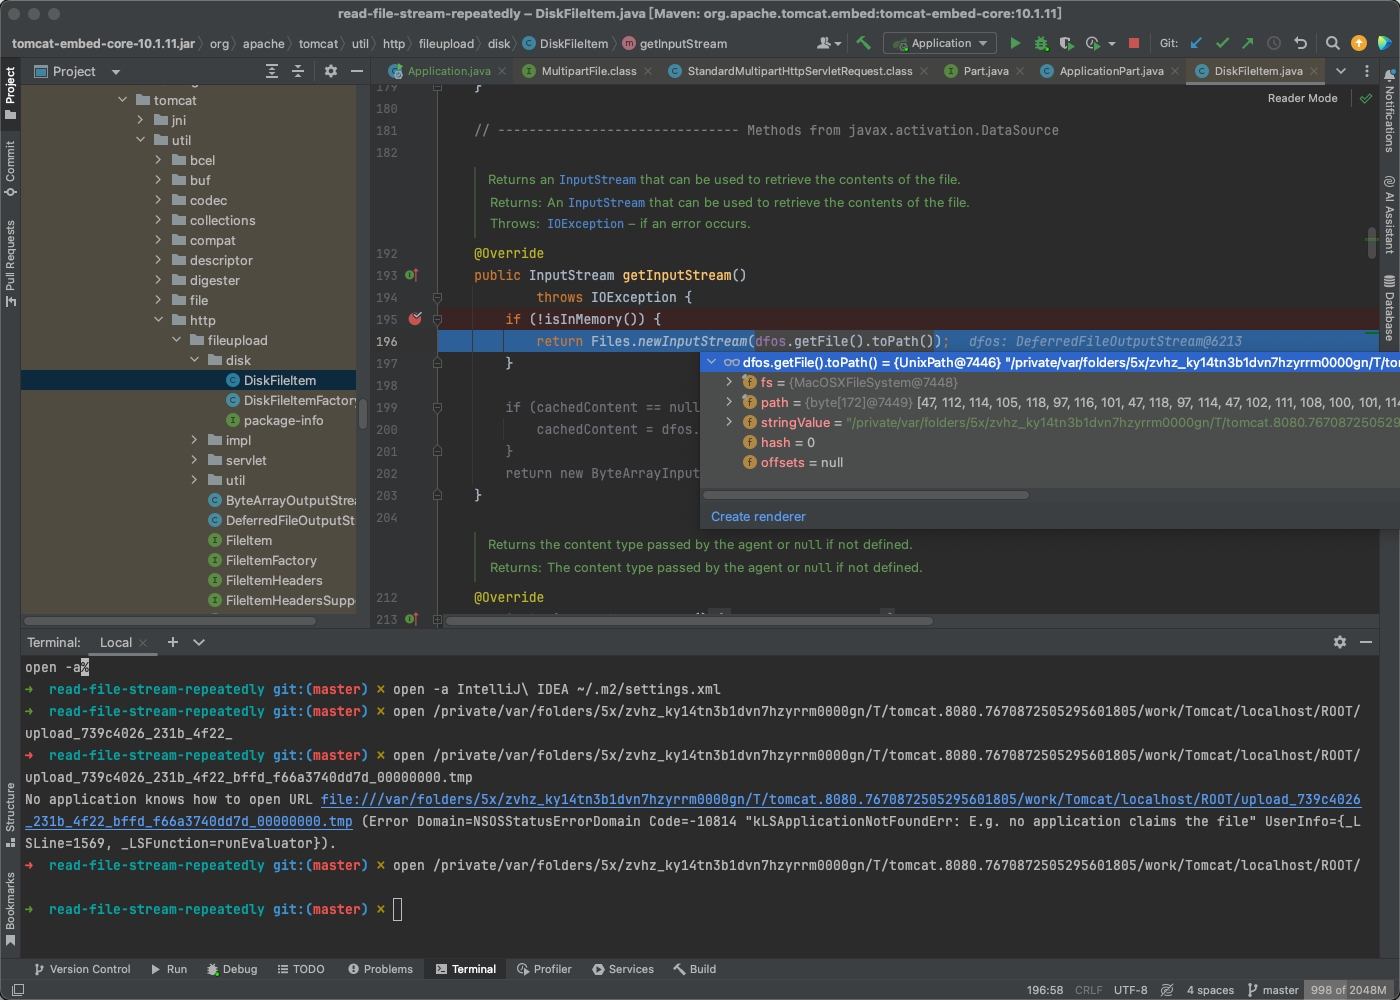 read-file-stream-repeatedly – DiskFileItem.java [Maven: org.apache.tomcat.embed:tomcat-embed-core:10.1.11]
tomcat-embed-core-10.1.11.jar org apache tomcat util http fileupload disk DiskFileItem getInputStream Application Git:
Project
Application.java MultipartFile.class StandardMultipartHttpServletRequest.class Part.java ApplicationPart.java DiskFileItem.java
Project
Commit
Pull Requests
Structure
Bookmarks
tomcat
jni
util
bcel
buf
codec
collections
compat
descriptor
digester
file
http
fileupload
disk
DiskFileItem
DiskFileItemFactory
package-info
impl
servlet
util
ByteArrayOutputStrea
DeferredFileOutputSt
FileItem
FileItemFactory
FileItemHeaders
FileItemHeadersSuppo
Reader Mode
179 }
180
181 // ------------------------------- Methods from javax.activation.DataSource
182
Returns an InputStream that can be used to retrieve the contents of the file.
Returns: An InputStream that can be used to retrieve the contents of the file.
Throws: IOException – if an error occurs.
192 @Override
193 public InputStream getInputStream()
194 throws IOException {
195 if (!isInMemory()) {
196 return Files.newInputStream(dfos.getFile().toPath()); dfos: DeferredFileOutputStream@6213
197 }
198
199 if (cachedContent == null
200 cachedContent = dfos.
201 }
202 return new ByteArrayInput
203 }
204
Returns the content type passed by the agent or null if not defined.
Returns: The content type passed by the agent or null if not defined.
212 @Override
213
dfos.getFile().toPath() = {UnixPath@7446} "/private/var/folders/5x/zvhz_ky14tn3b1dvn7hzyrrm0000gn/T/tor
fs = {MacOSXFileSystem@7448}
path = {byte[172]@7449} [47, 112, 114, 105, 118, 97, 116, 101, 47, 118, 97, 114, 47, 102, 111, 108, 100, 101, 114
stringValue = "/private/var/folders/5x/zvhz_ky14tn3b1dvn7hzyrrm0000gn/T/tomcat.8080.76708725052
hash = 0
offsets = null
Create renderer
Notifications
AI Assistant
Database
Terminal: Local
open -a%
➜ read-file-stream-repeatedly git:(master) ✗ open -a IntelliJ\ IDEA ~/.m2/settings.xml
➜ read-file-stream-repeatedly git:(master) ✗ open /private/var/folders/5x/zvhz_ky14tn3b1dvn7hzyrrm0000gn/T/tomcat.8080.7670872505295601805/work/Tomcat/localhost/ROOT/
upload_739c4026_231b_4f22_
➜ read-file-stream-repeatedly git:(master) ✗ open /private/var/folders/5x/zvhz_ky14tn3b1dvn7hzyrrm0000gn/T/tomcat.8080.7670872505295601805/work/Tomcat/localhost/ROOT/
upload_739c4026_231b_4f22_bffd_f66a3740dd7d_00000000.tmp
No application knows how to open URL file:///var/folders/5x/zvhz_ky14tn3b1dvn7hzyrrm0000gn/T/tomcat.8080.7670872505295601805/work/Tomcat/localhost/ROOT/upload_739c4026
_231b_4f22_bffd_f66a3740dd7d_00000000.tmp (Error Domain=NSOSStatusErrorDomain Code=-10814 "kLSApplicationNotFoundErr: E.g. no application claims the file" UserInfo={_L
SLine=1569, _LSFunction=runEvaluator}).
➜ read-file-stream-repeatedly git:(master) ✗ open /private/var/folders/5x/zvhz_ky14tn3b1dvn7hzyrrm0000gn/T/tomcat.8080.7670872505295601805/work/Tomcat/localhost/ROOT/
➜ read-file-stream-repeatedly git:(master) ✗
Version Control Run Debug TODO Problems Terminal Profiler Services Build
196:58 CRLF UTF-8 4 spaces master 998 of 2048M